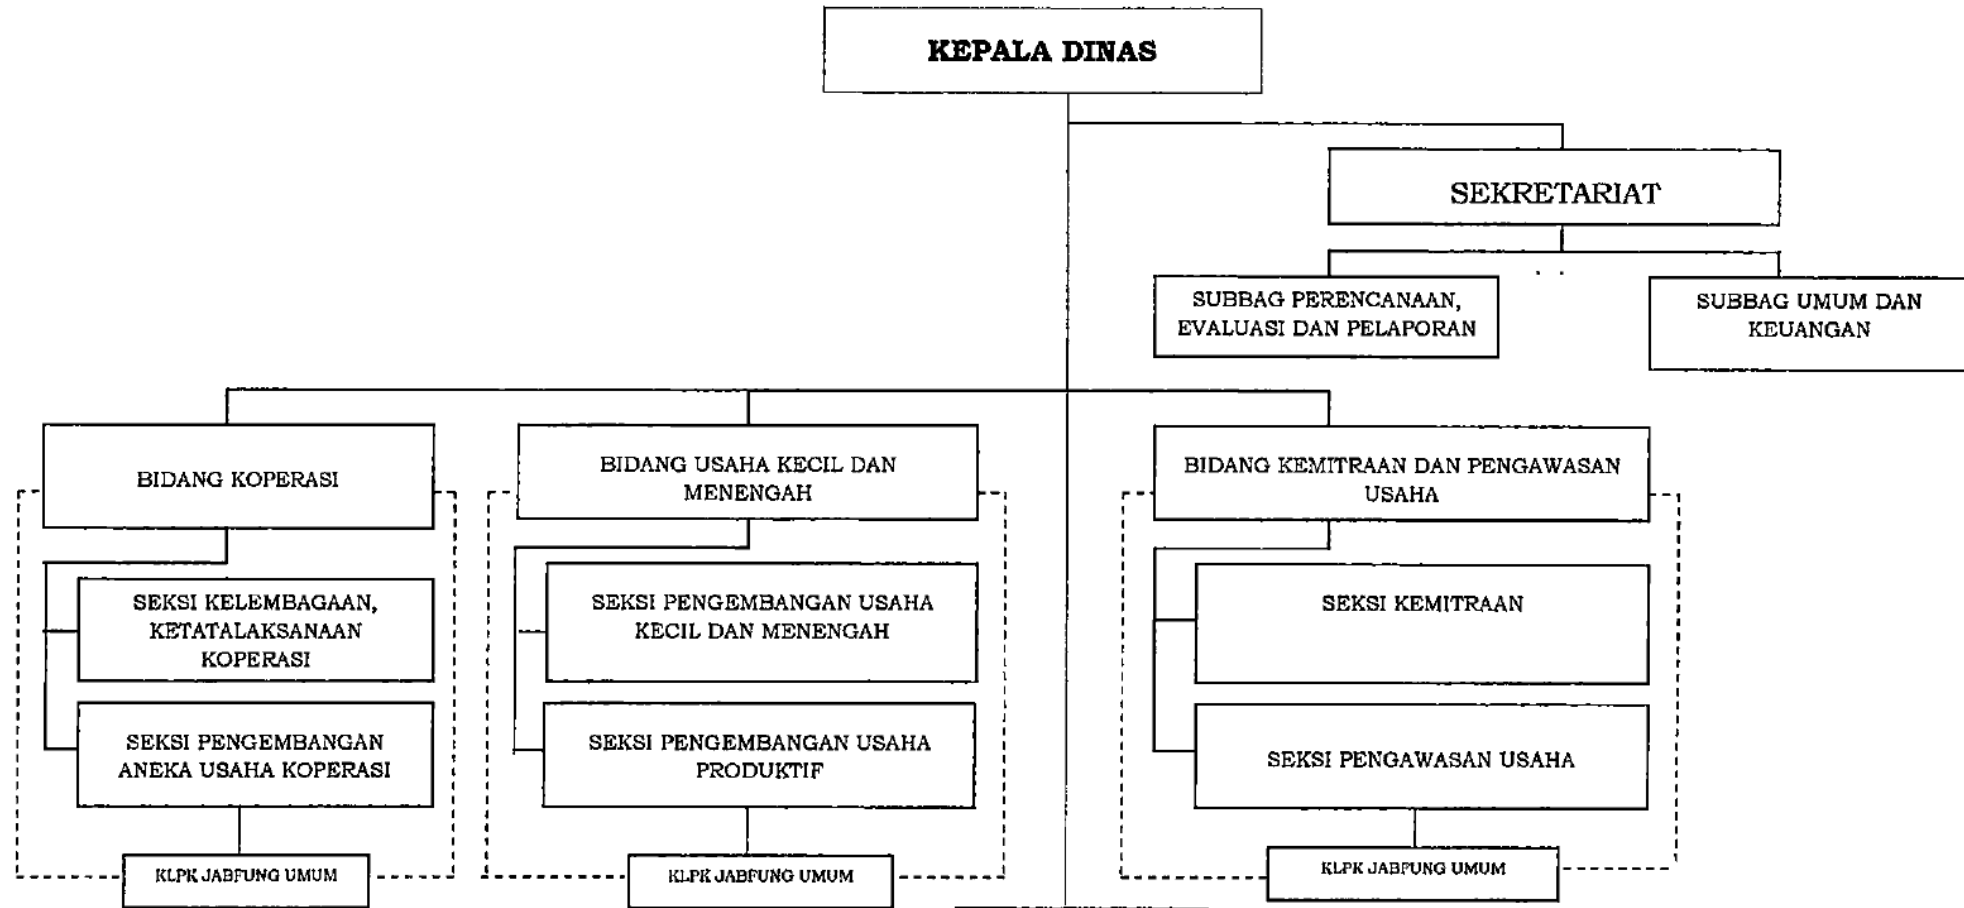 KEPALA DINAS
SEKRETARIAT
SUBBAG PERENCANAAN,
EVALUASI DAN PELAPORAN
SUBBAG UMUM DAN
KEUANGAN
BIDANG KOPERASI
BIDANG USAHA KECIL DAN
MENENGAH
BIDANG KEMITRAAN DAN PENGAWASAN
USAHA
SEKSI KELEMBAGAAN,
KETATALAKSANAAN
KOPERASI
SEKSI PENGEMBANGAN USAHA
KECIL DAN MENENGAH
SEKSI KEMITRAAN
SEKSI PENGEMBANGAN
ANEKA USAHA KOPERASI
SEKSI PENGEMBANGAN USAHA
PRODUKTIF
SEKSI PENGAWASAN USAHA
KLPK JABFUNG UMUM
KLPK JABFUNG UMUM
KLPK JABFUNG UMUM